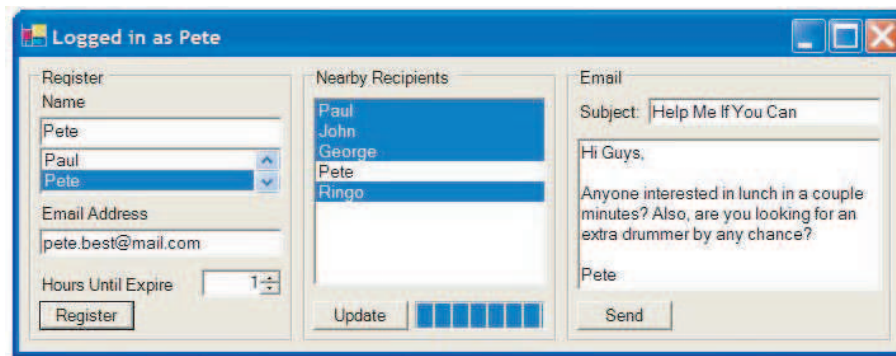 Logged in as Pete
Register
Name
Pete
Paul
Pete
Email Address
pete.best@mail.com
Hours Until Expire 1
Register
Nearby Recipients
Paul
John
George
Pete
Ringo
Update
Email
Subject: Help Me If You Can
Hi Guys,
Anyone interested in lunch in a couple
minutes? Also, are you looking for an
extra drummer by any chance?
Pete
Send